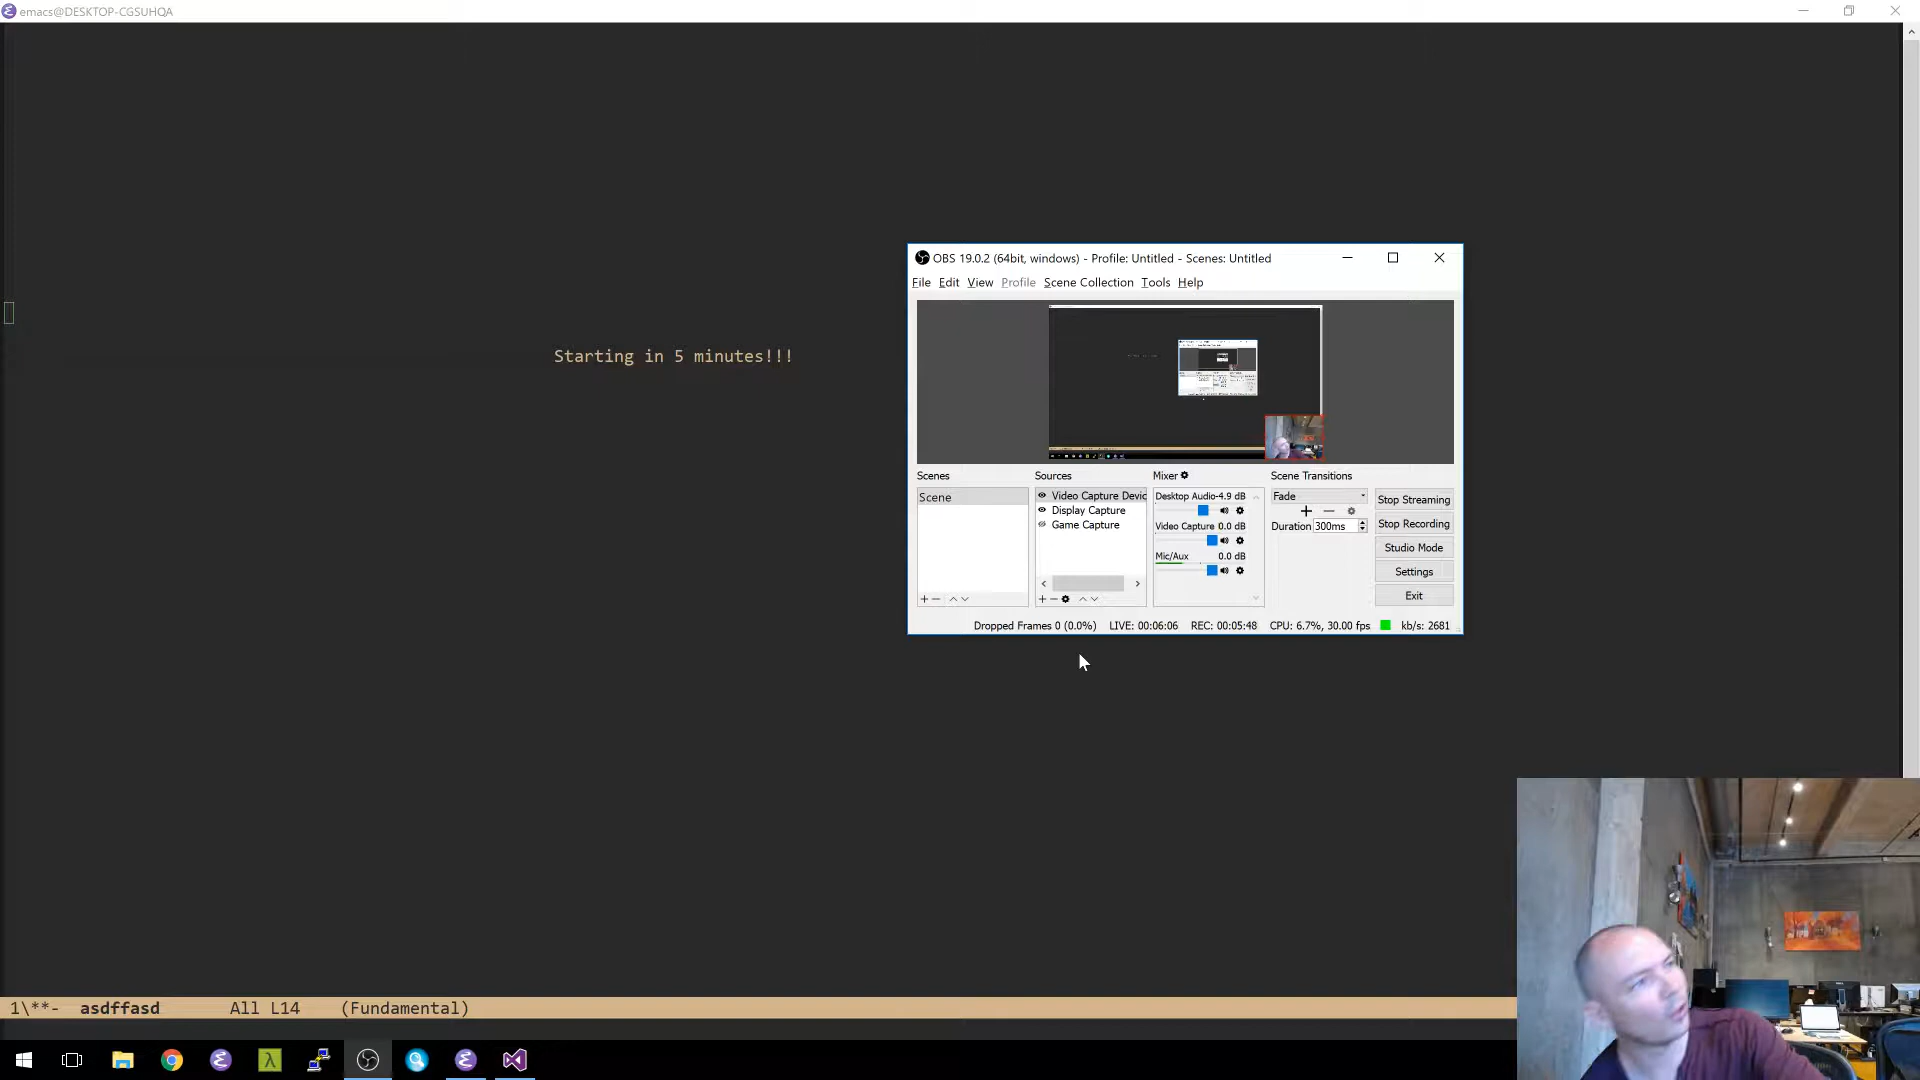 emacs@DESKTOP-CGSUHQA
OBS 19.0.2 (64bit, windows) - Profile: Untitled - Scenes: Untitled
File Edit View Profile Scene Collection Tools Help
Starting in 5 minutes!!!
Scenes Sources Mixer Scene Transitions
Scene
Video Capture Devic
Display Capture
Game Capture
Desktop Audio -4.9 dB
Video Capture 0.0 dB
Mic/Aux 0.0 dB
Fade
Duration 300ms
Stop Streaming
Stop Recording
Studio Mode
Settings
Exit
Dropped Frames 0 (0.0%) LIVE: 00:06:06 REC: 00:05:48 CPU: 6.7%, 30.00 fps kb/s: 2681
1\**- asdffasd All L14 (Fundamental)